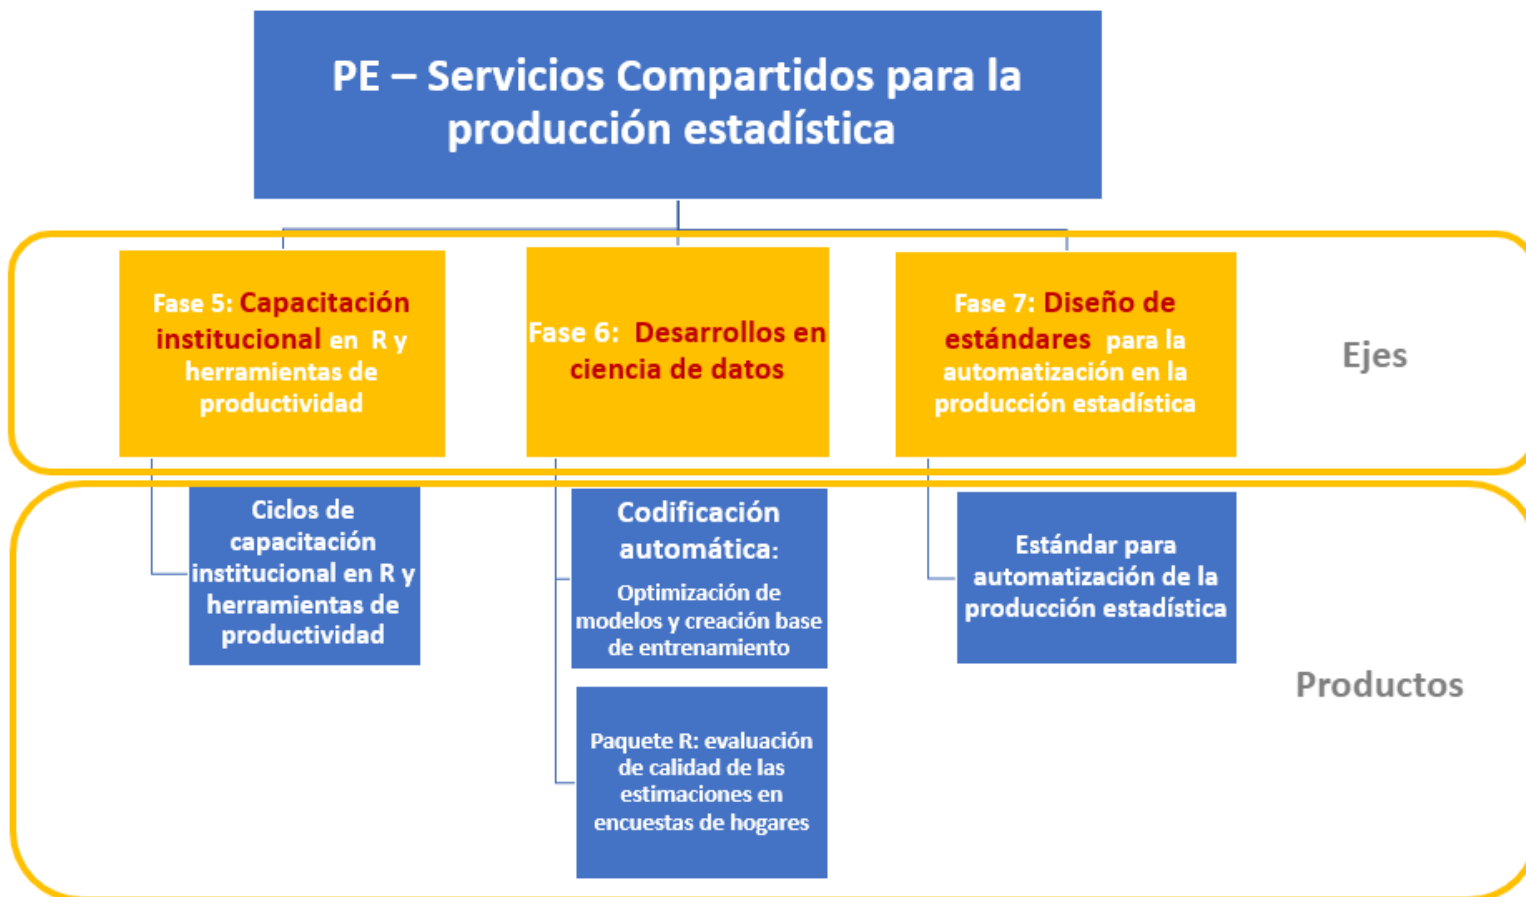 PE – Servicios Compartidos para la
producción estadística
Fase 5: Capacitación
institucional en R y
herramientas de
productividad
Fase 6: Desarrollos en
ciencia de datos
Fase 7: Diseño de
estándares para la
automatización en la
producción estadística
Ejes
Ciclos de
capacitación
institucional en R y
herramientas de
productividad
Codificación
automática:
Optimización de
modelos y creación base
de entrenamiento
Paquete R: evaluación
de calidad de las
estimaciones en
encuestas de hogares
Estándar para
automatización de la
producción estadística
Productos